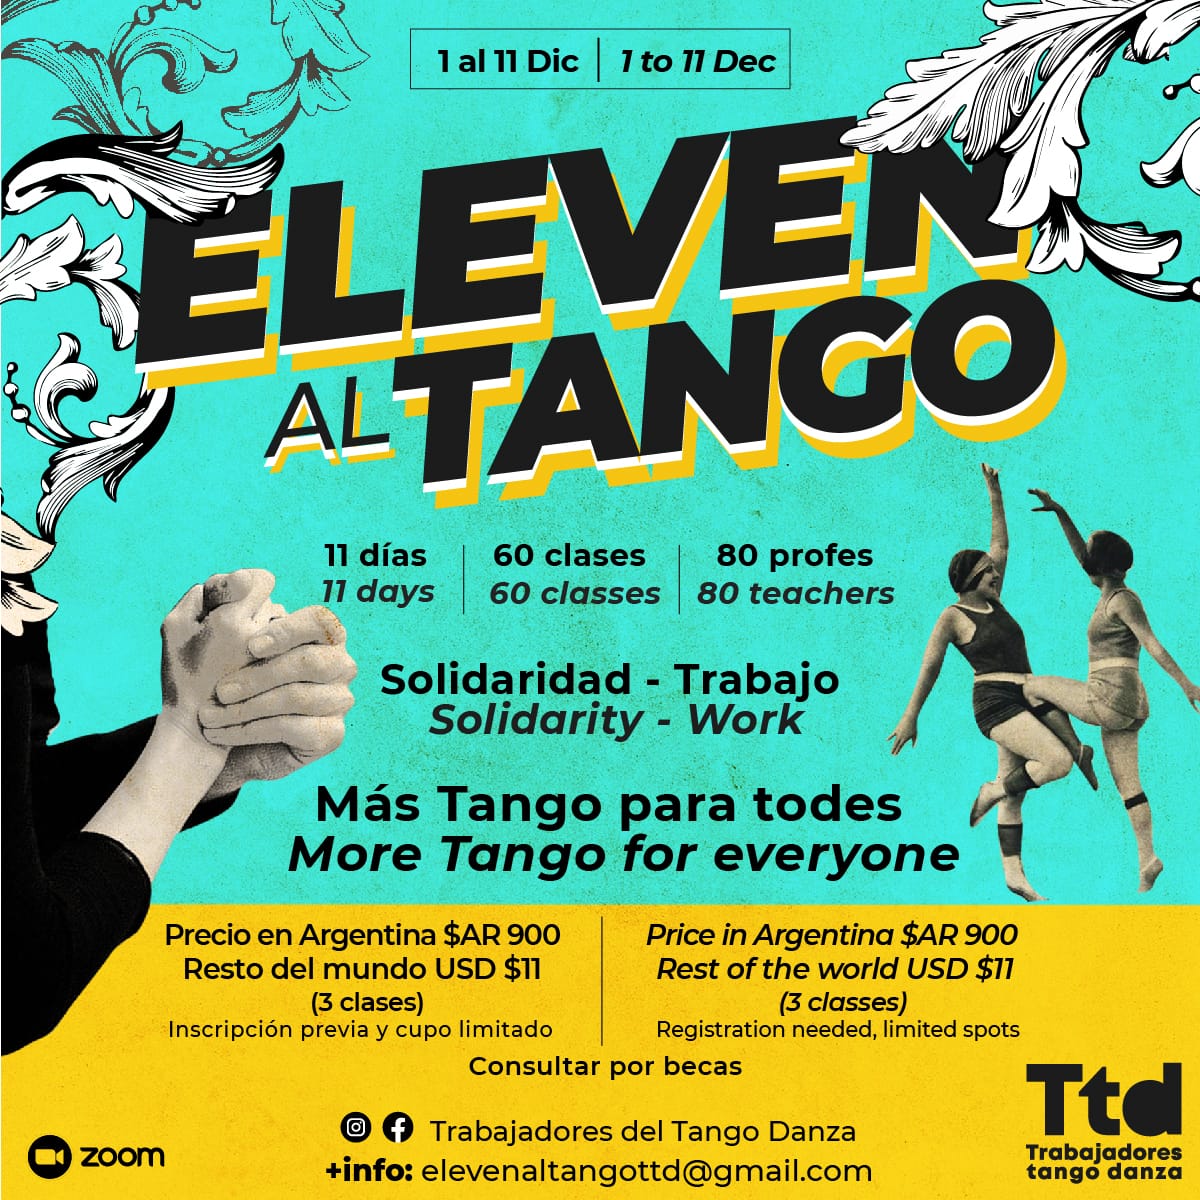 1 al 11 Dic | 1 to 11 Dec
ELEVEN
AL TANGO
11 días | 60 clases | 80 profes
11 days | 60 classes | 80 teachers
Solidaridad - Trabajo
Solidarity - Work
Más Tango para todes
More Tango for everyone
Precio en Argentina $AR 900
Resto del mundo USD $11
(3 clases)
Inscripción previa y cupo limitado
Price in Argentina $AR 900
Rest of the world USD $11
(3 classes)
Registration needed, limited spots
Consultar por becas
Trabajadores del Tango Danza
+info: elevenaltangottd@gmail.com
zoom
Ttd
Trabajadores
tango danza